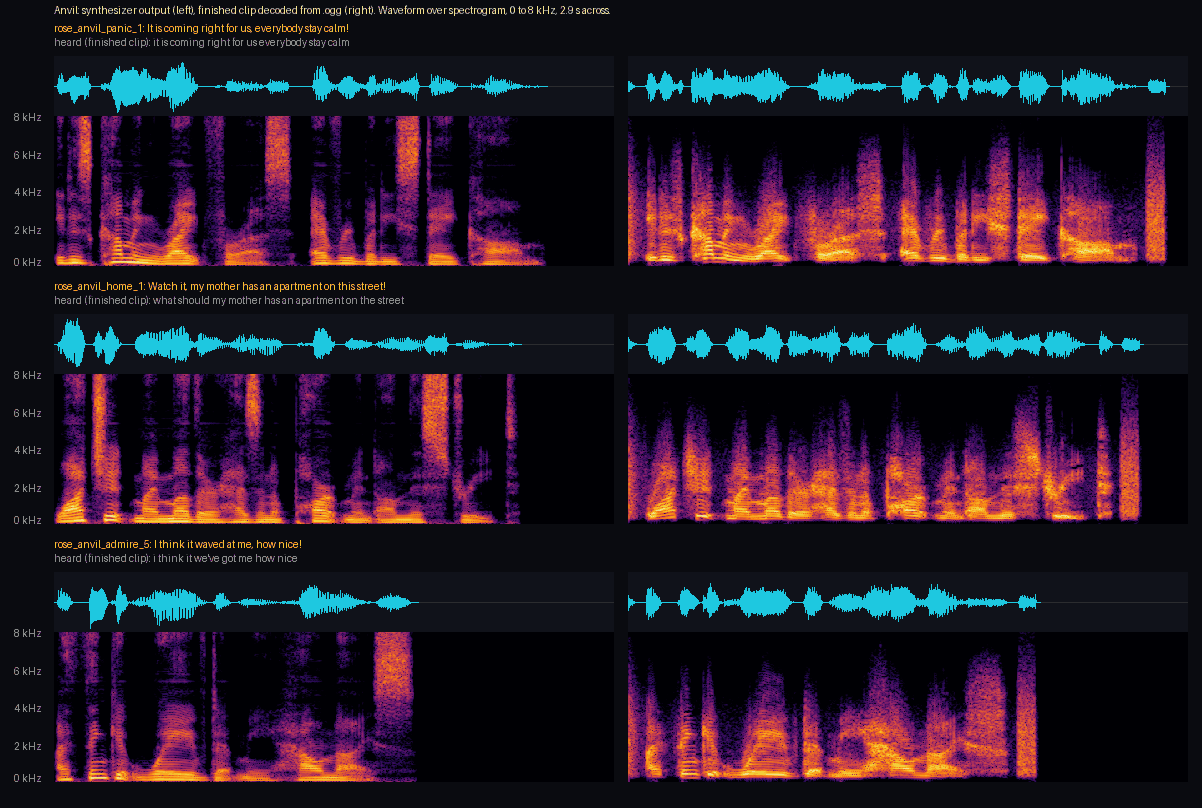 Anvil: synthesizer output (left), finished clip decoded from .ogg (right). Waveform over spectrogram, 0 to 8 kHz, 2.9 s across.
rose_anvil_panic_1: It is coming right for us, everybody stay calm!
heard (finished clip): it is coming right for us everybody stay calm
8 kHz
6 kHz
4 kHz
2 kHz
0 kHz
rose_anvil_home_1: Watch it, my mother has an apartment on this street!
heard (finished clip): what should my mother has an apartment on the street
8 kHz
6 kHz
4 kHz
2 kHz
0 kHz
rose_anvil_admire_5: I think it waved at me, how nice!
heard (finished clip): i think it we've got me how nice
8 kHz
6 kHz
4 kHz
2 kHz
0 kHz